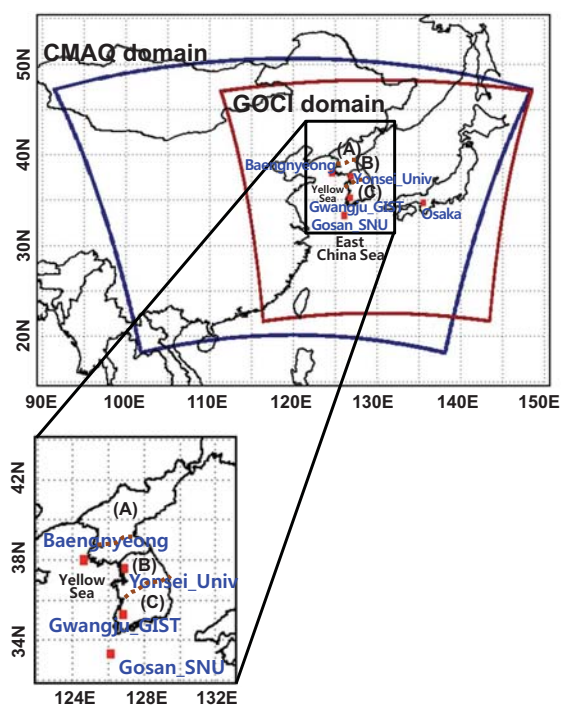 CMAQ domain
GOCI domain
50N
40N
30N
20N
(A)
Baengnyeong
(B)
Yonsei_Univ
Yellow
Sea
(C)
Gwangju_GIST
Osaka
Gosan_SNU
East
China Sea
90E 100E 110E 120E 130E 140E 150E
42N
38N
34N
(A)
Baengnyeong
(B)
Yonsei_Univ
Yellow
Sea
(C)
Gwangju_GIST
Gosan_SNU
124E 128E 132E